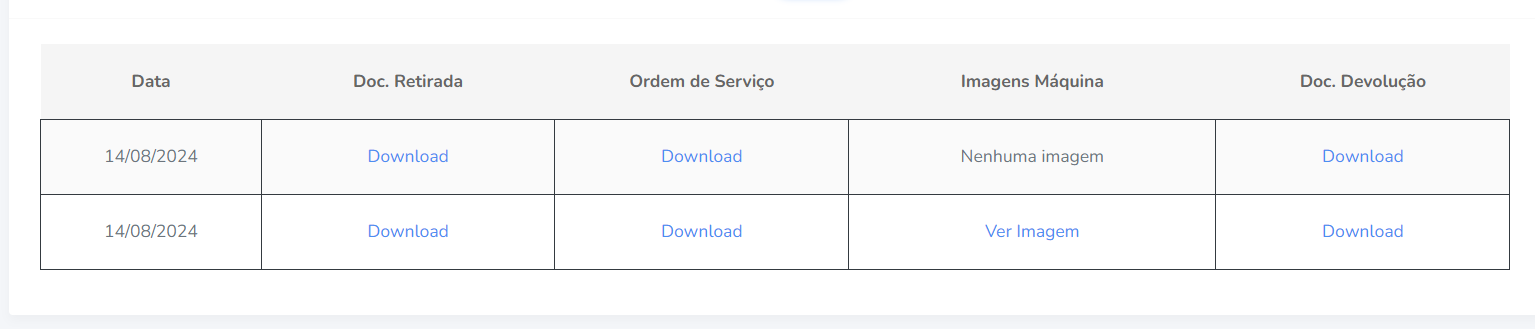 Data Doc. Retirada Ordem de Serviço Imagens Máquina Doc. Devolução
14/08/2024 Download Download Nenhuma imagem Download
14/08/2024 Download Download Ver Imagem Download